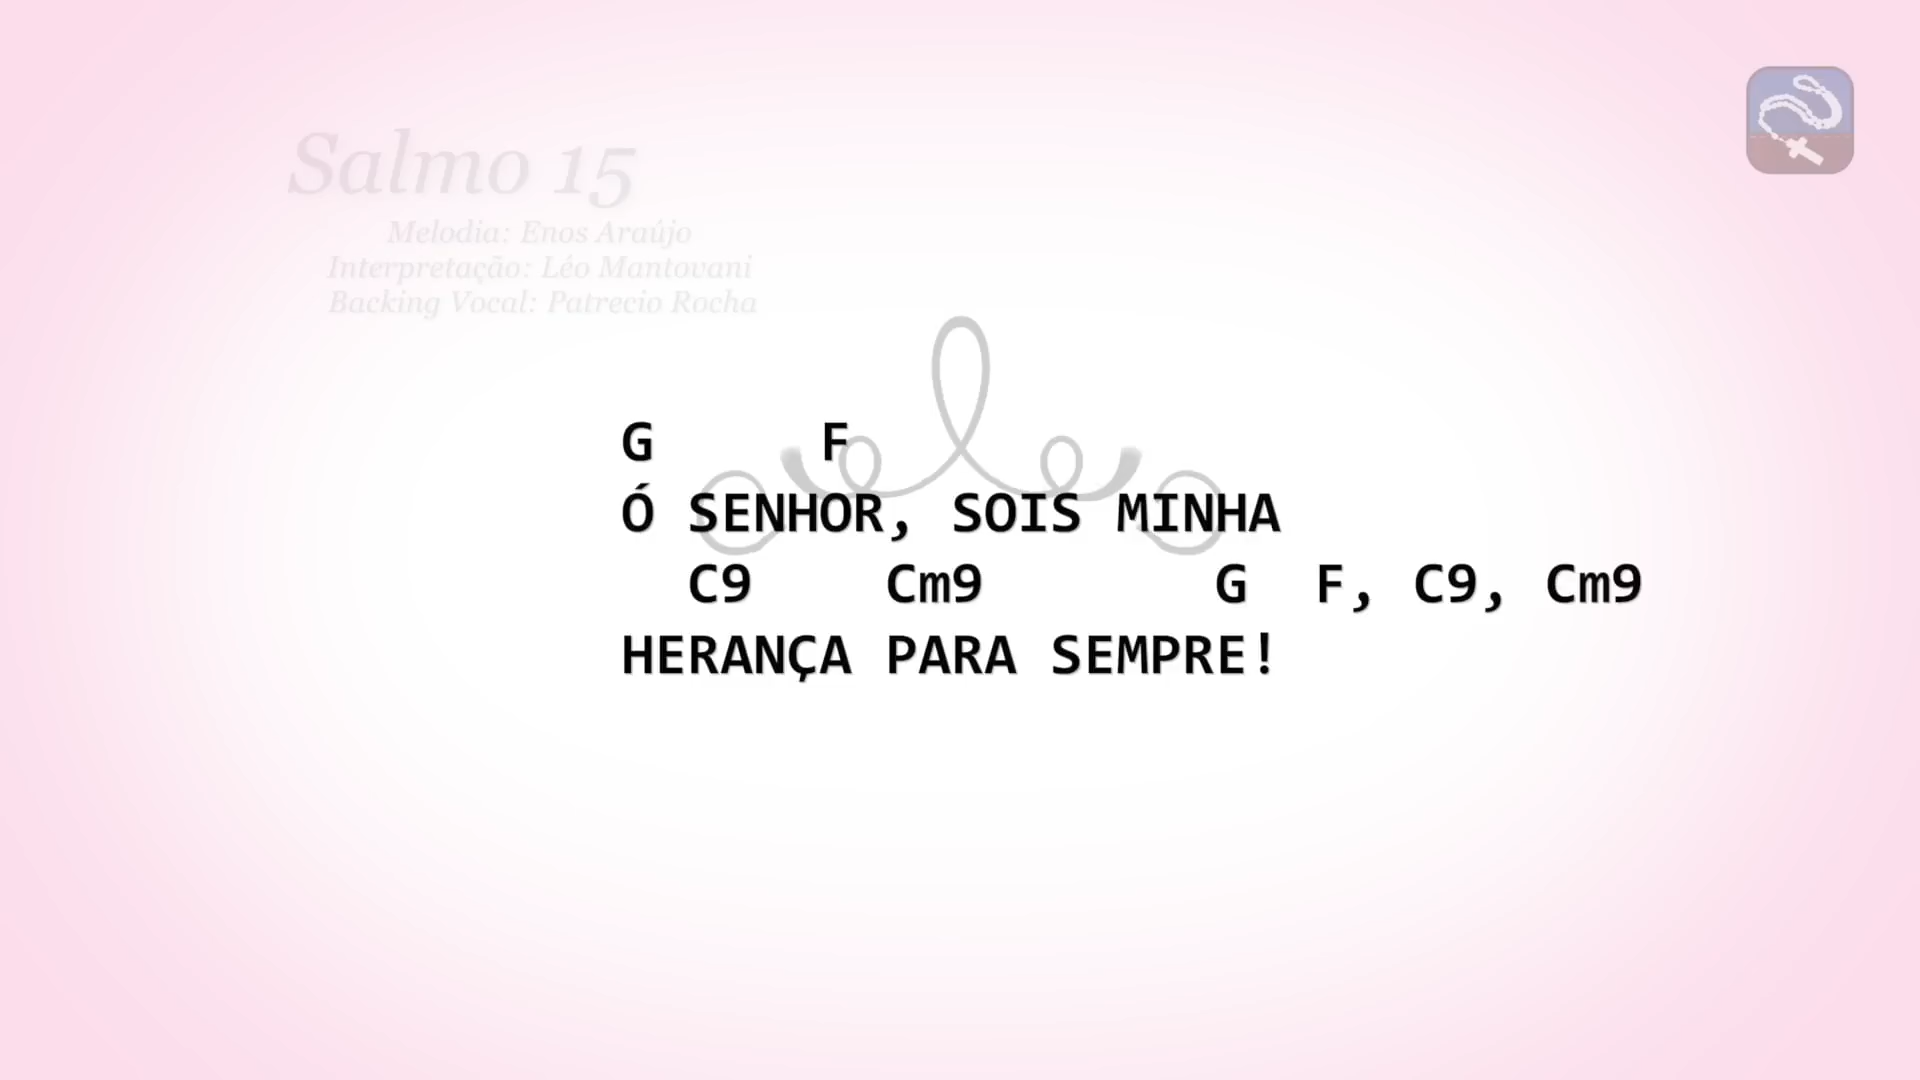 Salmo 15
Melodia: Enos Araújo
Interpretação: Léo Mantovani
Backing Vocal: Patrecio Rocha
G F
Ó SENHOR, SOIS MINHA
C9 Cm9 G F, C9, Cm9
HERANÇA PARA SEMPRE!